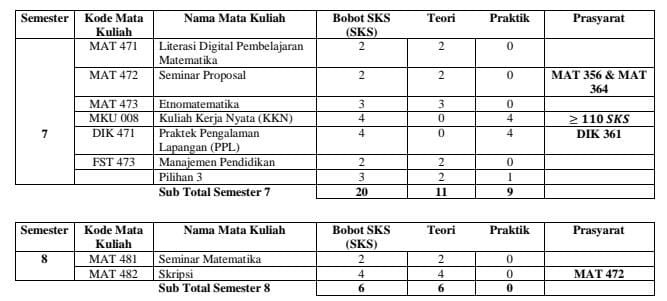 Semester Kode Mata Kuliah Nama Mata Kuliah Bobot SKS (SKS) Teori Praktik Prasyarat
7
MAT 471 Literasi Digital Pembelajaran Matematika 2 2 0
MAT 472 Seminar Proposal 2 2 0 MAT 356 & MAT 364
MAT 473 Etnomatematika 3 3 0
MKU 008 Kuliah Kerja Nyata (KKN) 4 0 4 ≥ 110 SKS
DIK 471 Praktek Pengalaman Lapangan (PPL) 4 0 4 DIK 361
FST 473 Manajemen Pendidikan 2 2 0
Pilihan 3 3 2 1
Sub Total Semester 7 20 11 9
Semester Kode Mata Kuliah Nama Mata Kuliah Bobot SKS (SKS) Teori Praktik Prasyarat
8 MAT 481 Seminar Matematika 2 2 0
MAT 482 Skripsi 4 4 0 MAT 472
Sub Total Semester 8 6 6 0